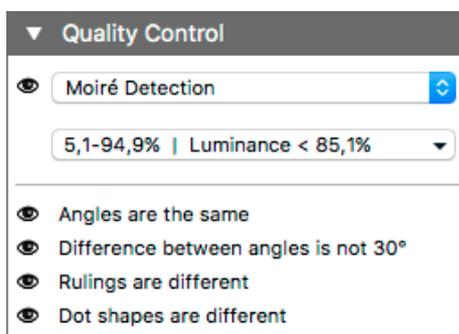 Quality Control
Moiré Detection
5,1-94,9% | Luminance < 85,1%
Angles are the same
Difference between angles is not 30°
Rulings are different
Dot shapes are different